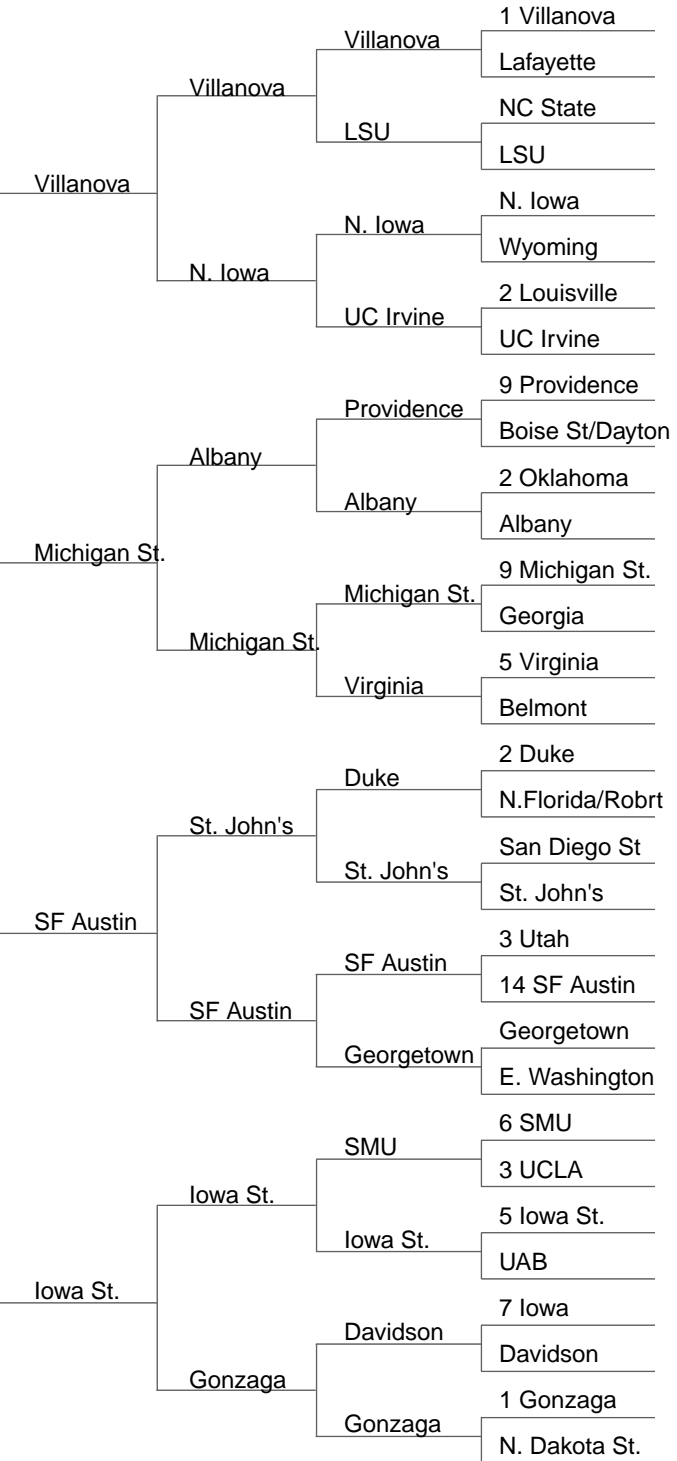 1 Villanova
Villanova
Lafayette
Villanova
NC State
LSU
LSU
Villanova
N. Iowa
N. Iowa
Wyoming
N. Iowa
2 Louisville
UC Irvine
UC Irvine
9 Providence
Providence
Boise St/Dayton
Albany
2 Oklahoma
Albany
Albany
Michigan St.
9 Michigan St.
Michigan St.
Georgia
Michigan St.
5 Virginia
Virginia
Belmont
2 Duke
Duke
N.Florida/Robrt
St. John's
San Diego St
St. John's
St. John's
SF Austin
3 Utah
SF Austin
14 SF Austin
SF Austin
Georgetown
Georgetown
E. Washington
6 SMU
SMU
3 UCLA
Iowa St.
5 Iowa St.
Iowa St.
UAB
Iowa St.
7 Iowa
Davidson
Davidson
Gonzaga
1 Gonzaga
Gonzaga
N. Dakota St.